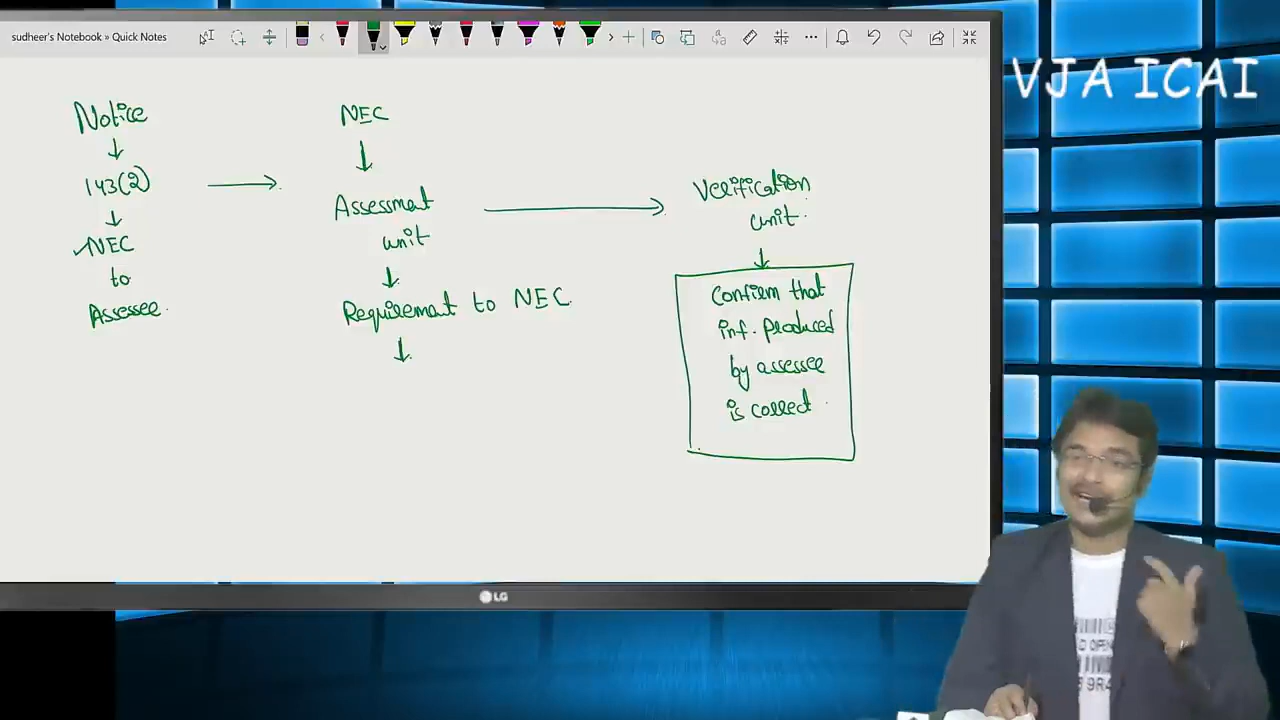 sudheer's Notebook » Quick Notes
VJA ICAI
Notice
↓
143(2)
↓
✓NEC
to
Assessee.
→
NEC
↓
Assessment
unit
↓
Requirement to NEC.
↓
→
Verification
unit.
↓
Confirm that
inf. produced
by assessee
is correct.
LG